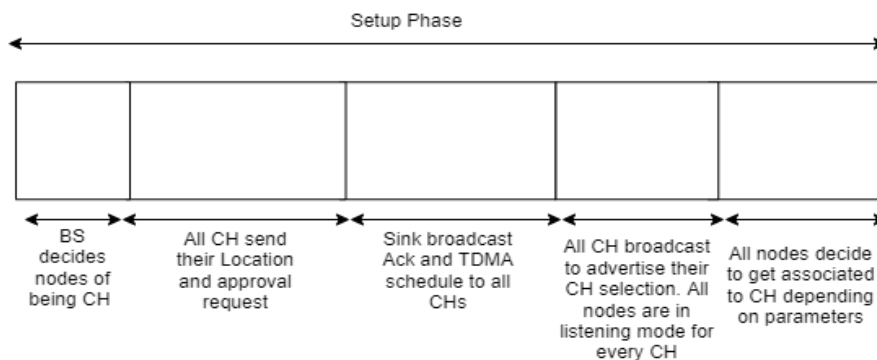 Setup Phase
BS
decides
nodes of
being CH
All CH send
their Location
and approval
request
Sink broadcast
Ack and TDMA
schedule to all
CHs
All CH broadcast
to advertise their
CH selection. All
nodes are in
listening mode for
every CH
All nodes decide
to get associated
to CH depending
on parameters